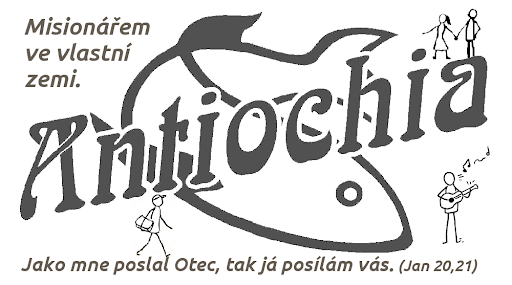 Misionářem
ve vlastní
zemi.
Antiochia
Jako mne poslal Otec, tak já posílám vás. (Jan 20,21)